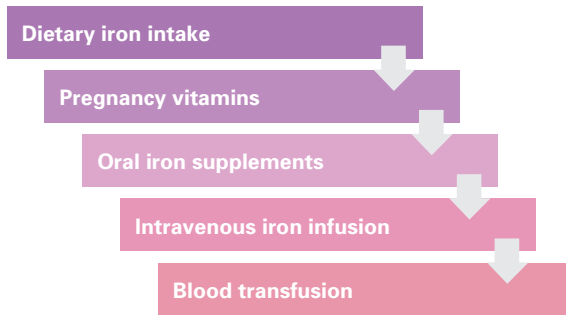 Dietary iron intake
Pregnancy vitamins
Oral iron supplements
Intravenous iron infusion
Blood transfusion